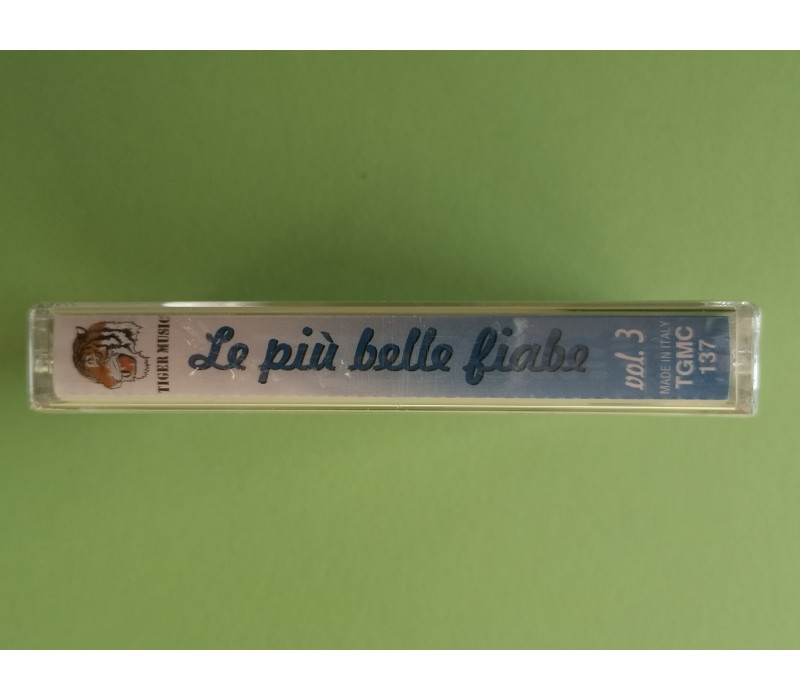 TIGER MUSIC
Le più belle fiabe
vol. 3
MADE IN ITALY
TGMC
137